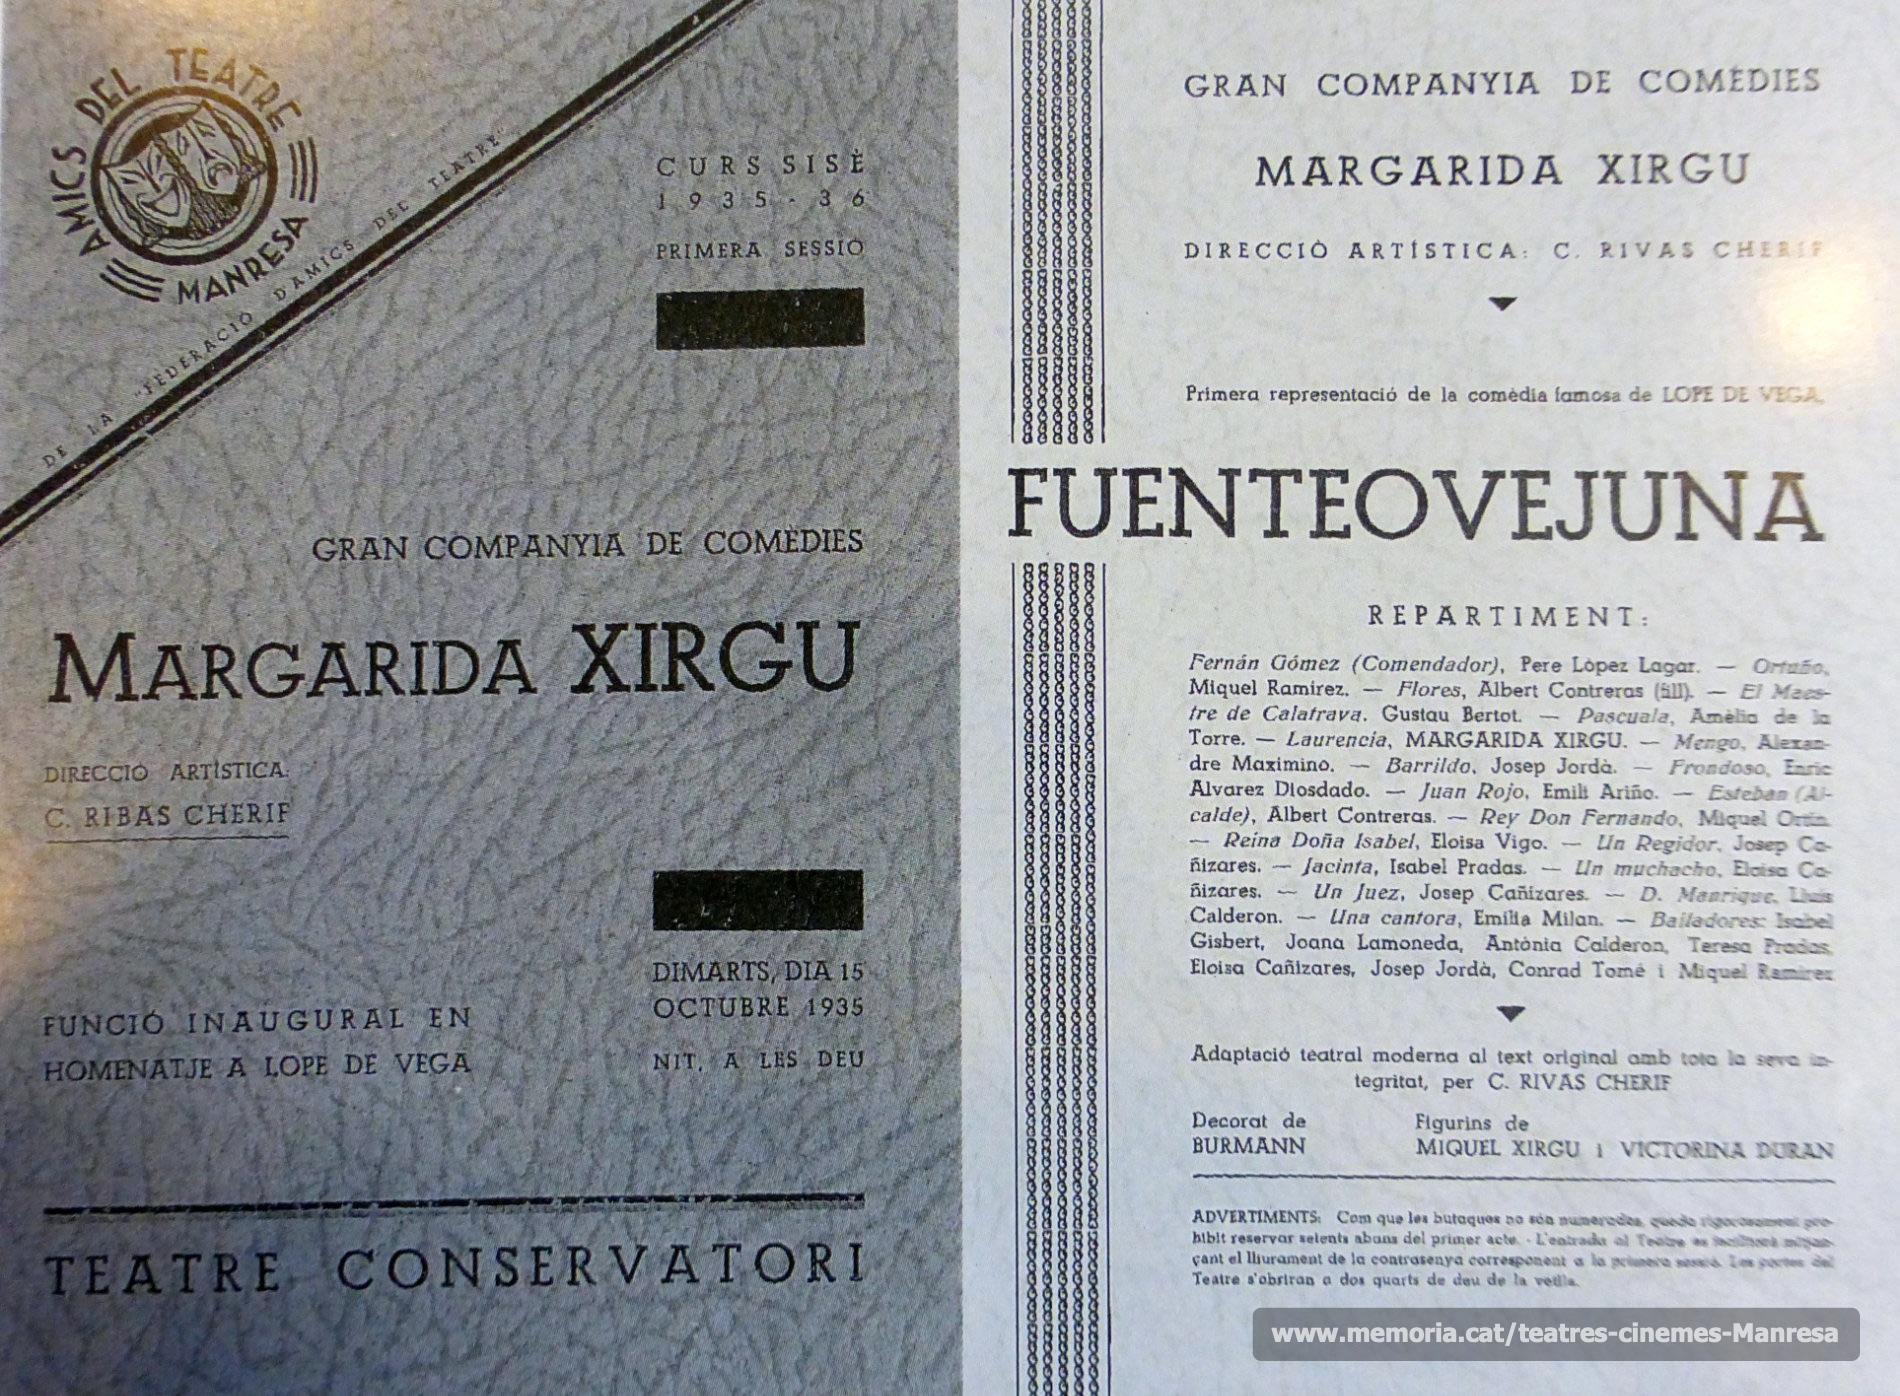 AMICS DEL TEATRE
MANRESA
DE LA "FEDERACIÓ D'AMICS DEL TEATRE"
CURS SISÈ
1935-36
PRIMERA SESSIÓ
GRAN COMPANYIA DE COMÈDIES
MARGARIDA XIRGU
DIRECCIÓ ARTÍSTICA:
C. RIBAS CHERIF
DIMARTS, DIA 15
OCTUBRE 1935
NIT, A LES DEU
FUNCIÓ INAUGURAL EN
HOMENATJE A LOPE DE VEGA
TEATRE CONSERVATORI
GRAN COMPANYIA DE COMÈDIES
MARGARIDA XIRGU
DIRECCIÓ ARTÍSTICA: C. RIVAS CHERIF
Primera representació de la comèdia famosa de LOPE DE VEGA,
FUENTEOVEJUNA
REPARTIMENT:
Fernán Gómez (Comendador), Pere López Lagar. — Ortuño,
Miquel Ramírez. — Flores, Albert Contreras (fill). — El Maes-
tre de Calatrava. Gustau Bertot. — Pascuala, Amèlia de la
Torre. — Laurencia, MARGARIDA XIRGU. — Mengo, Alexan-
dre Maximino. — Barrildo, Josep Jordà. — Frondoso, Enric
Alvarez Diosdado. — Juan Rojo, Emili Ariño. — Esteban (Al-
calde), Albert Contreras. — Rey Don Fernando, Miquel Ortín.
— Reina Doña Isabel, Eloisa Vigo. — Un Regidor, Josep Ca-
ñizares. — Jacinta, Isabel Pradas. — Un muchacho, Eloisa Ca-
ñizares. — Un Juez, Josep Cañizares. — D. Manrique, Lluís
Calderon. — Una cantora, Emília Milan. — Bailadores: Isabel
Gisbert, Joana Lamoneda, Antònia Calderon, Teresa Pradas,
Eloisa Cañizares, Josep Jordà, Conrad Tomé i Miquel Ramírez
Adaptació teatral moderna al text original amb tota la seva in-
tegritat, per C. RIVAS CHERIF
Decorat de
BURMANN
Figurins de
MIQUEL XIRGU i VICTORINA DURAN
ADVERTIMENTS: Com que les butaques no són numerades, queda rigorosament pro-
hibit reservar seients abans del primer acte. - L'entrada al Teatre es facilitarà mitjan-
çant el lliurament de la contrasenya corresponent a la primera sessió. Les portes del
Teatre s'obriran a dos quarts de deu de la vetlla.
www.memoria.cat/teatres-cinemes-Manresa